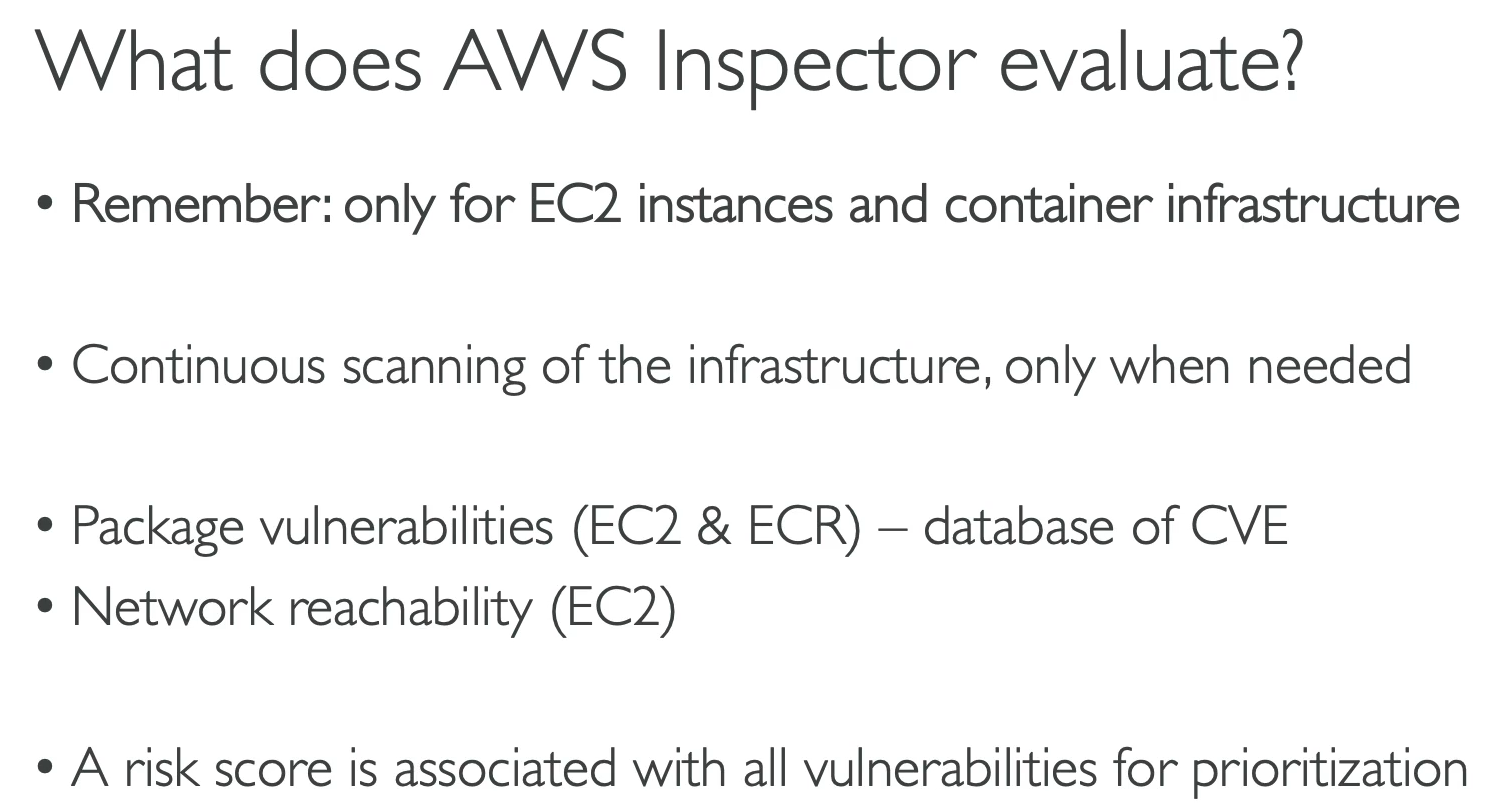 What does AWS Inspector evaluate?
• Remember: only for EC2 instances and container infrastructure
• Continuous scanning of the infrastructure, only when needed
• Package vulnerabilities (EC2 & ECR) – database of CVE
• Network reachability (EC2)
• A risk score is associated with all vulnerabilities for prioritization